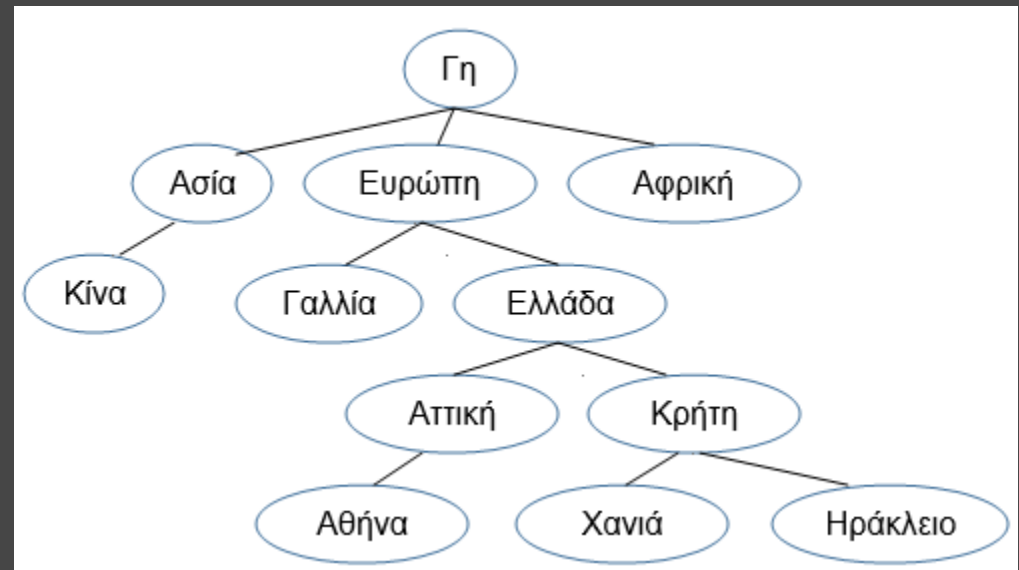 Γη
Ασία Ευρώπη Αφρική
Κίνα Γαλλία Ελλάδα
Αττική Κρήτη
Αθήνα Χανιά Ηράκλειο